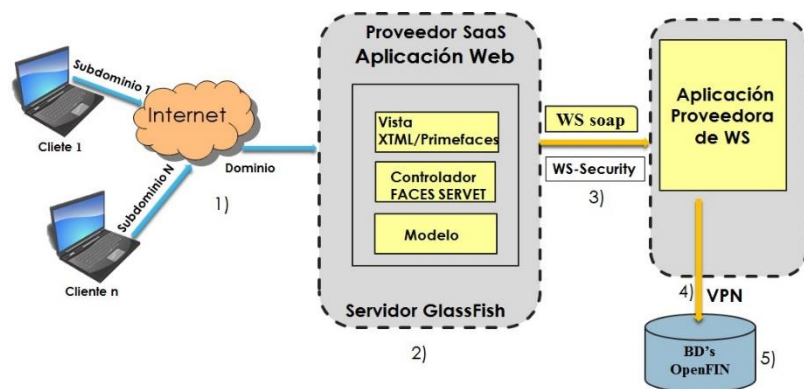 Subdominio 1
Internet
Cliete 1
Subdominio N
Cliente n
1)
Dominio
Proveedor SaaS
Aplicación Web
Vista
XTML/Primefaces
Controlador
FACES SERVET
Modelo
Servidor GlassFish
2)
WS soap
WS-Security
3)
Aplicación
Proveedora
de WS
4)
VPN
BD's
OpenFIN
5)